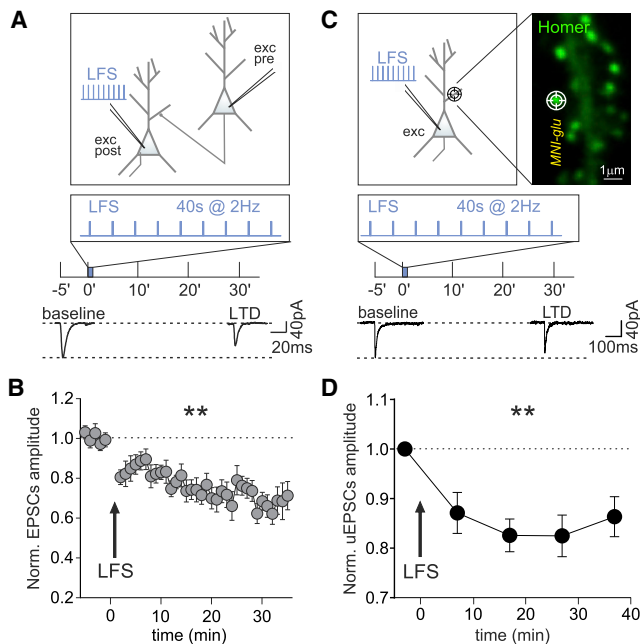 A
LFS
exc
pre
exc
post
LFS 40s @ 2Hz
-5' 0' 10' 20' 30'
baseline LTD
40pA
20ms
B
Norm. EPSCs amplitude
1.2
1.0
0.8
0.6
0.4
0.2
**
LFS
0 10 20 30
time (min)
C
LFS
exc
Homer
MNI-glu
1μm
LFS 40s @ 2Hz
-5' 0' 10' 20' 30'
baseline LTD
40pA
100ms
D
Norm. uEPSCs amplitude
1.1
1.0
0.9
0.8
0.7
**
LFS
0 10 20 30 40
time (min)